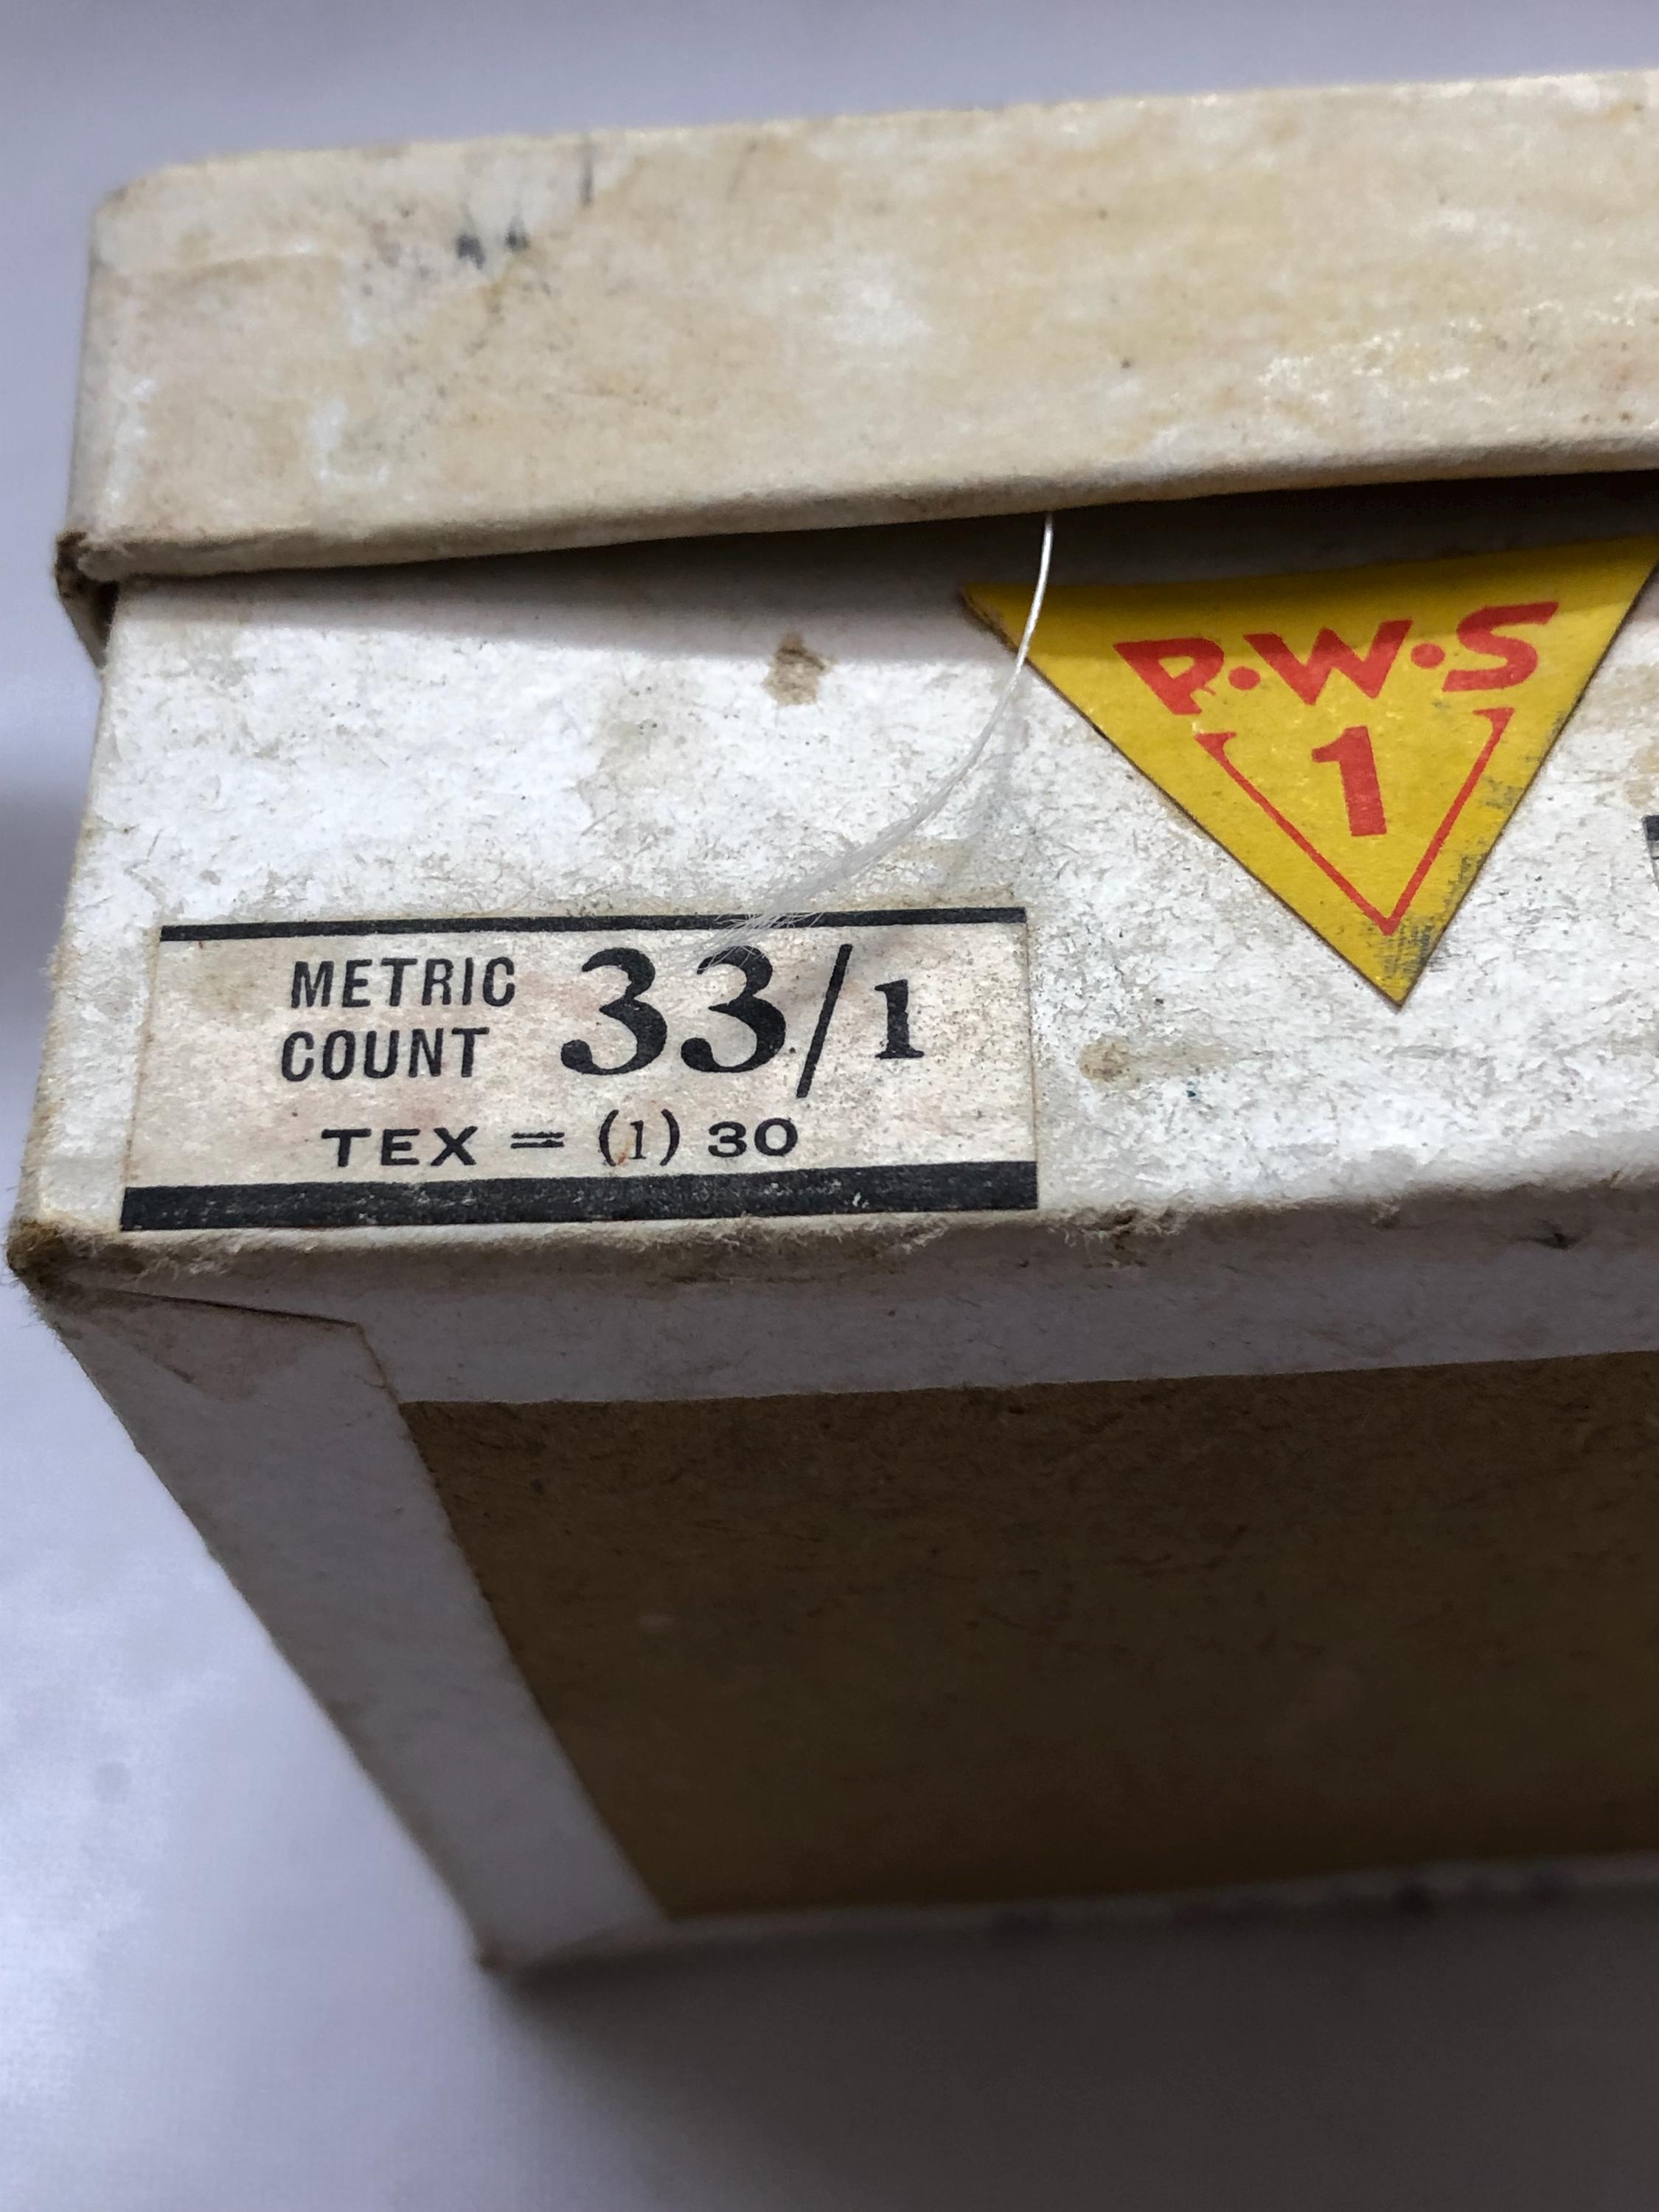 P.W.S
1
METRIC
COUNT 33/1
TEX = (1) 30